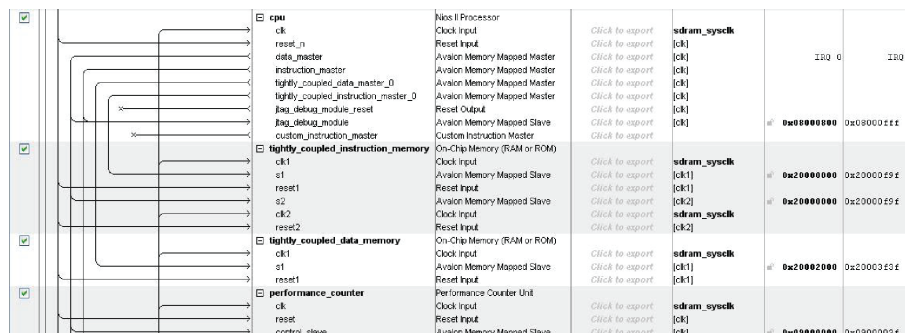 cpu Nios II Processor
clk Clock Input Click to export sdram_sysclk
reset_n Reset Input Click to export [clk]
data_master Avalon Memory Mapped Master Click to export [clk] IRQ 0 IRQ
instruction_master Avalon Memory Mapped Master Click to export [clk]
tightly_coupled_data_master_0 Avalon Memory Mapped Master Click to export [clk]
tightly_coupled_instruction_master_0 Avalon Memory Mapped Master Click to export [clk]
jtag_debug_module_reset Reset Output Click to export [clk]
jtag_debug_module Avalon Memory Mapped Slave Click to export [clk] 0x08000800 0x08000fff
custom_instruction_master Custom Instruction Master Click to export
tightly_coupled_instruction_memory On-Chip Memory (RAM or ROM)
clk1 Clock Input Click to export sdram_sysclk
s1 Avalon Memory Mapped Slave Click to export [clk1] 0x20000000 0x20000f9f
reset1 Reset Input Click to export [clk1]
s2 Avalon Memory Mapped Slave Click to export [clk2] 0x20000000 0x20000f9f
clk2 Clock Input Click to export sdram_sysclk
reset2 Reset Input Click to export [clk2]
tightly_coupled_data_memory On-Chip Memory (RAM or ROM)
clk1 Clock Input Click to export sdram_sysclk
s1 Avalon Memory Mapped Slave Click to export [clk1] 0x20002000 0x20003f3f
reset1 Reset Input Click to export [clk1]
performance_counter Performance Counter Unit
clk Clock Input Click to export sdram_sysclk
reset Reset Input Click to export [clk]
control_slave Avalon Memory Mapped Slave Click to export [clk]